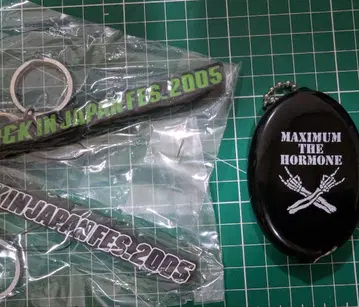 CK IN JAPAN FES.2005
K IN JAPAN FES.2005
MAXIMUM
THE
HORMONE